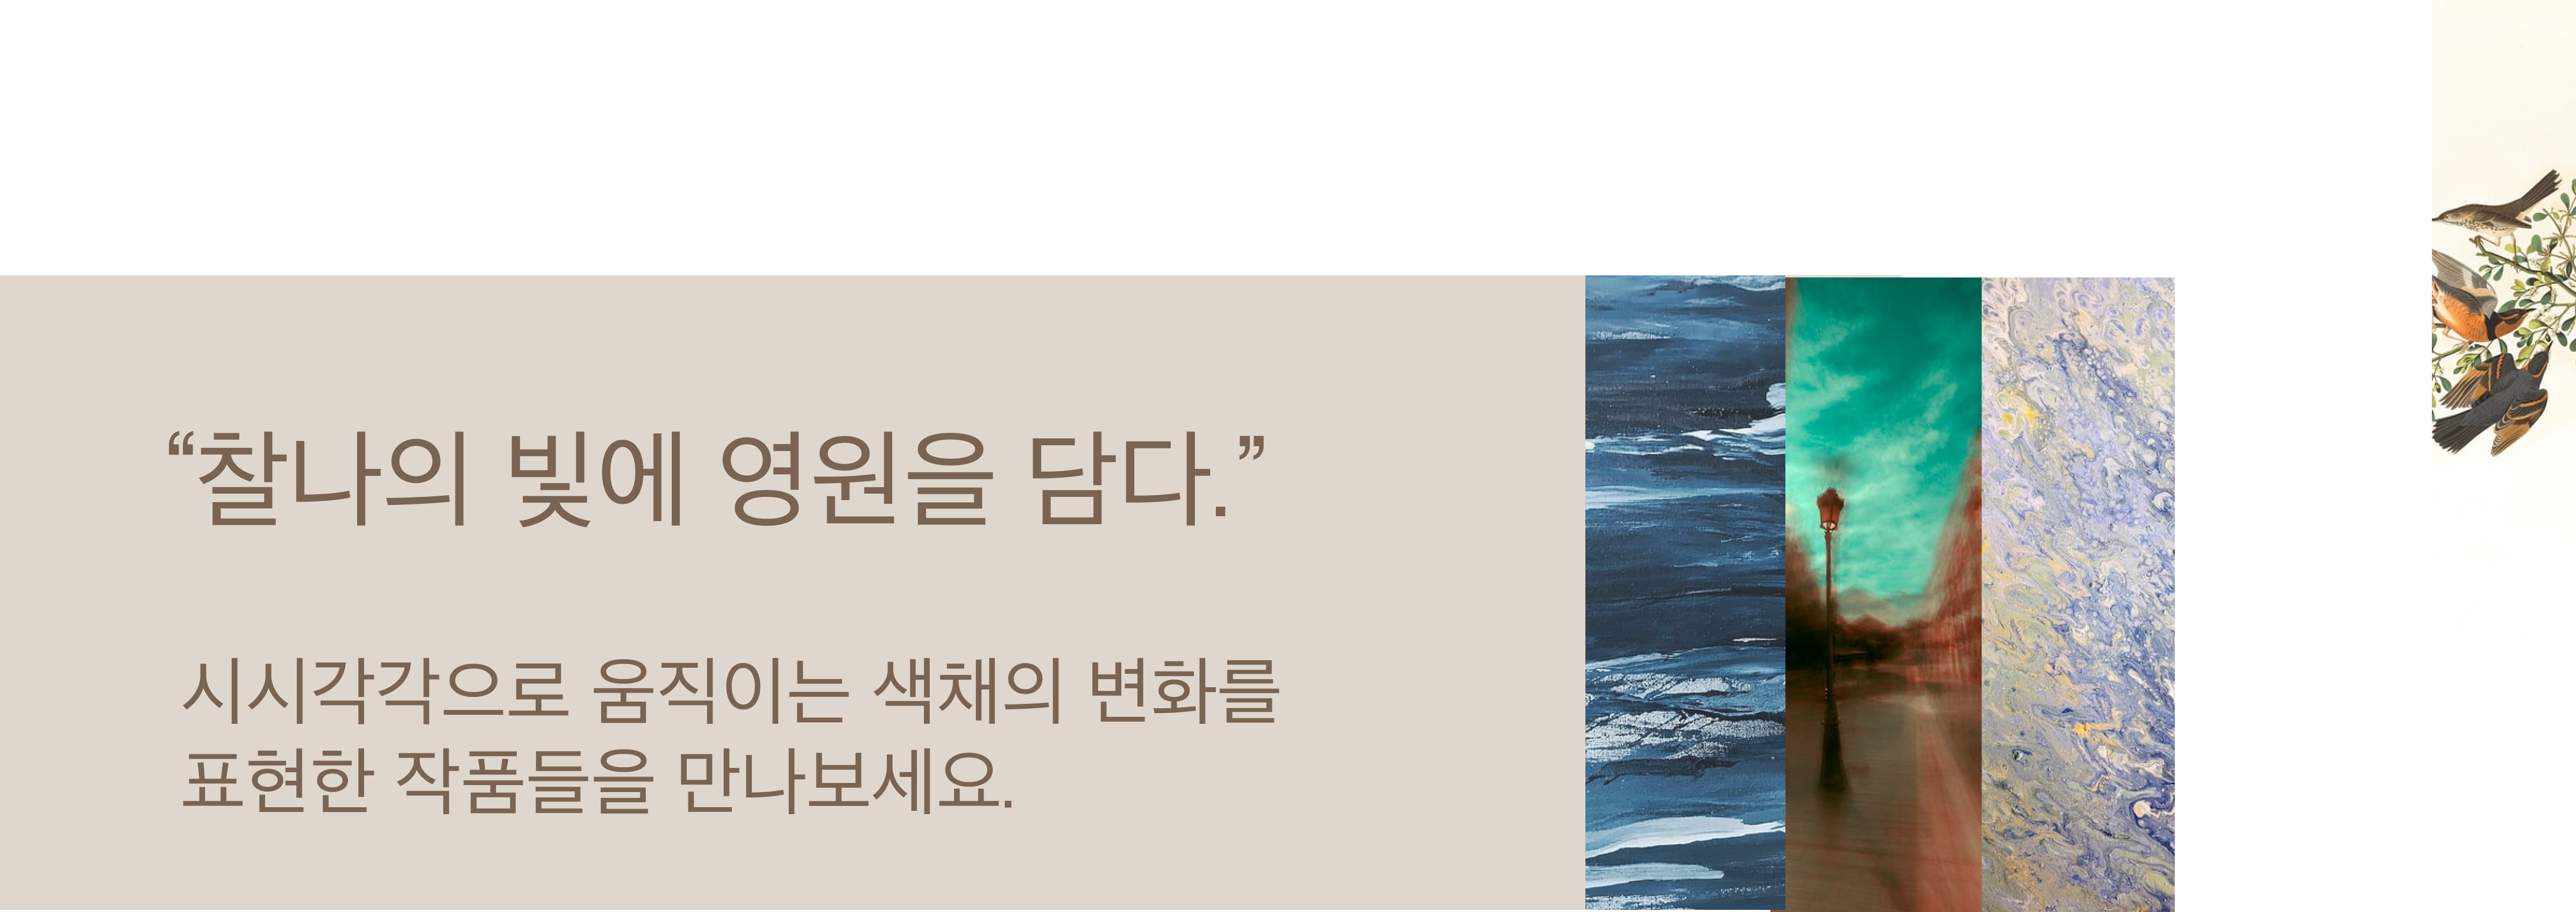 “찰나의 빛에 영원을 담다.”
시시각각으로 움직이는 색채의 변화를
표현한 작품들을 만나보세요.